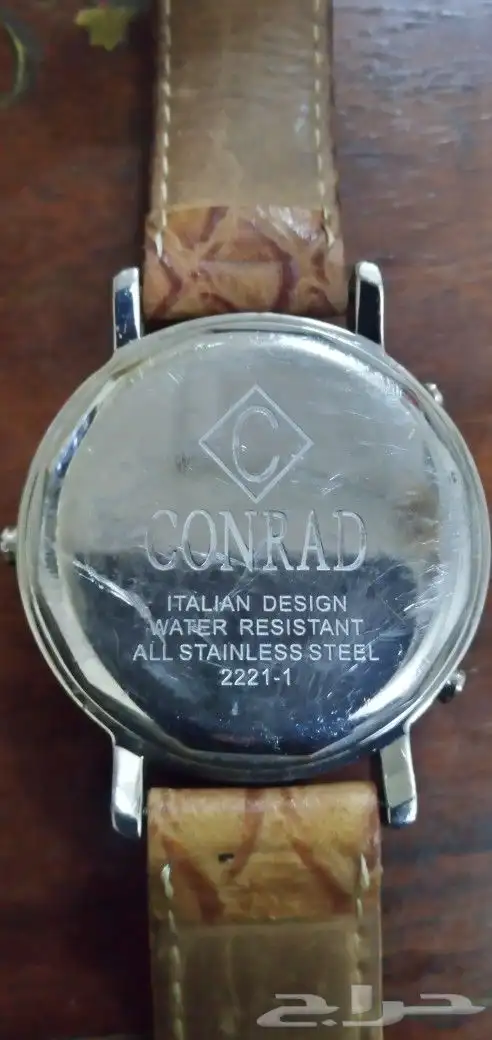 C
CONRAD
ITALIAN DESIGN
WATER RESISTANT
ALL STAINLESS STEEL
2221-1
حراج